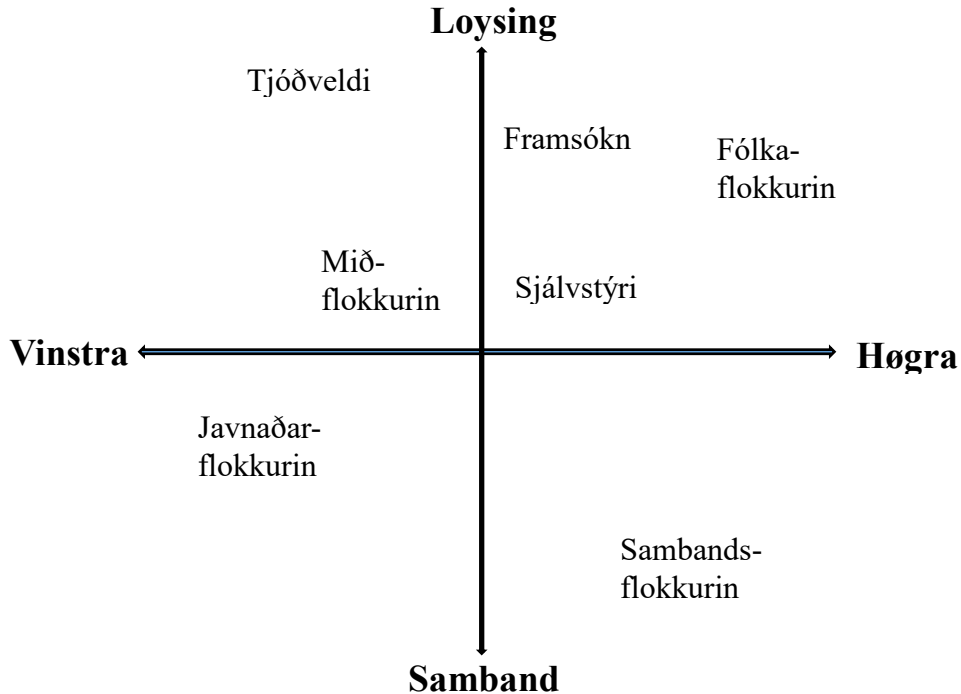 Loysing
Tjóðveldi
Framsókn
Fólka-
flokkurin
Mið-
flokkurin
Sjálvstýri
Vinstra
Høgra
Javnaðar-
flokkurin
Sambands-
flokkurin
Samband